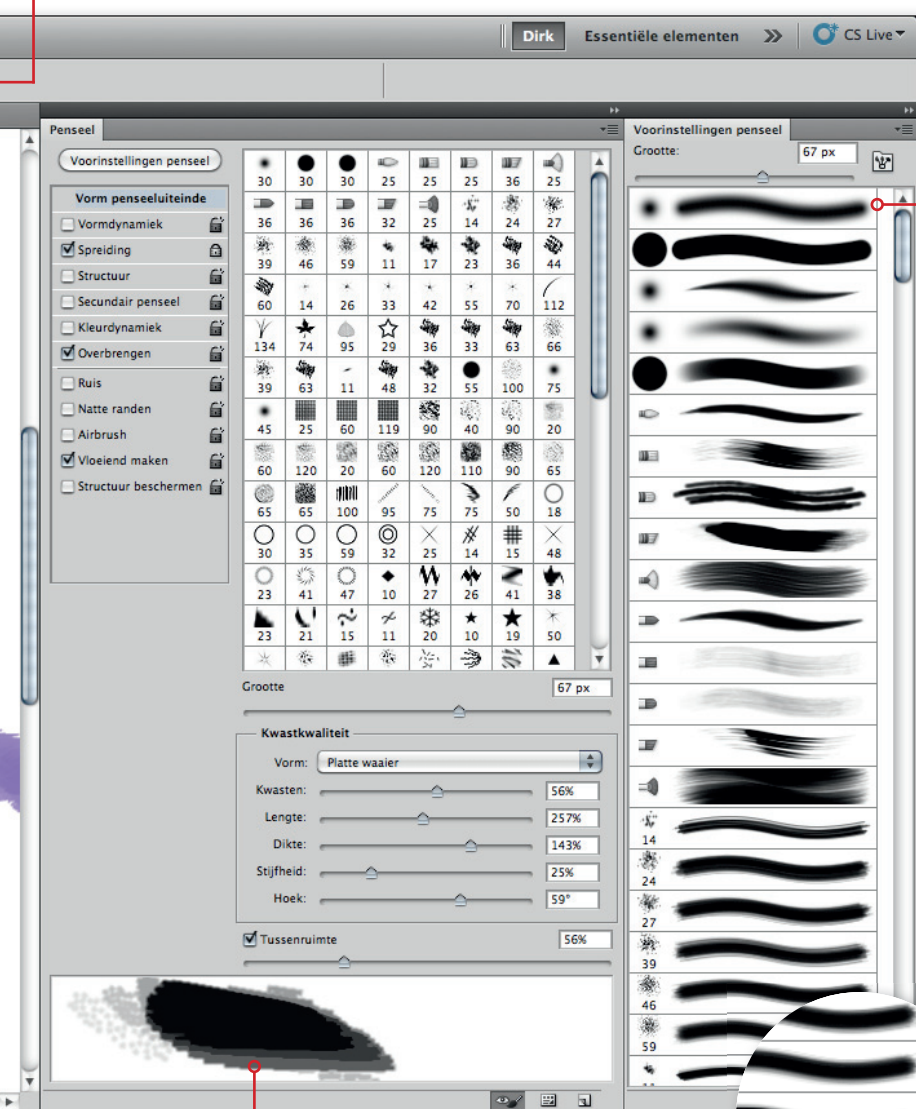 Dirk Essentiële elementen CS Live
Penseel
Voorinstellingen penseel
Vorm penseeluiteinde
Vormdynamiek
Spreiding
Structuur
Secundair penseel
Kleurdynamiek
Overbrengen
Ruis
Natte randen
Airbrush
Vloeiend maken
Structuur beschermen
30 30 30 25 25 25 36 25
36 36 36 32 25 14 24 27
39 46 59 11 17 23 36 44
60 14 26 33 42 55 70 112
134 74 95 29 36 33 63 66
39 63 11 48 32 55 100 75
45 25 60 119 90 40 90 20
60 120 20 60 120 110 90 65
65 65 100 95 75 75 50 18
30 35 59 32 25 14 15 48
23 41 47 10 27 26 41 38
23 21 15 11 20 10 19 50
Grootte 67 px
Kwastkwaliteit
Vorm: Platte waaier
Kwasten: 56%
Lengte: 257%
Dikte: 143%
Stijfheid: 25%
Hoek: 59°
Tussenruimte 56%
Voorinstellingen penseel
Grootte: 67 px
14
24
27
39
46
59